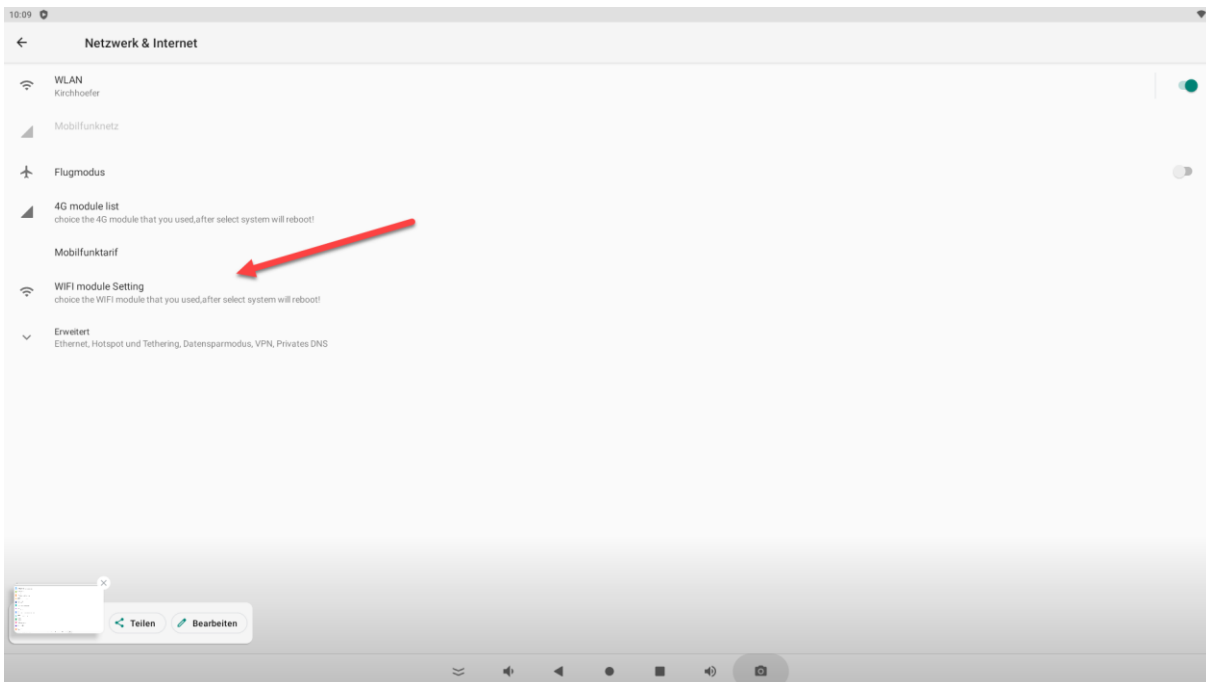 10:09
Netzwerk & Internet
WLAN
Kirchhoefer
Mobilfunknetz
Flugmodus
4G module list
choice the 4G module that you used,after select system will reboot!
Mobilfunktarif
WIFI module Setting
choice the WIFI module that you used,after select system will reboot!
Erweitert
Ethernet, Hotspot und Tethering, Datensparmodus, VPN, Privates DNS
Teilen
Bearbeiten